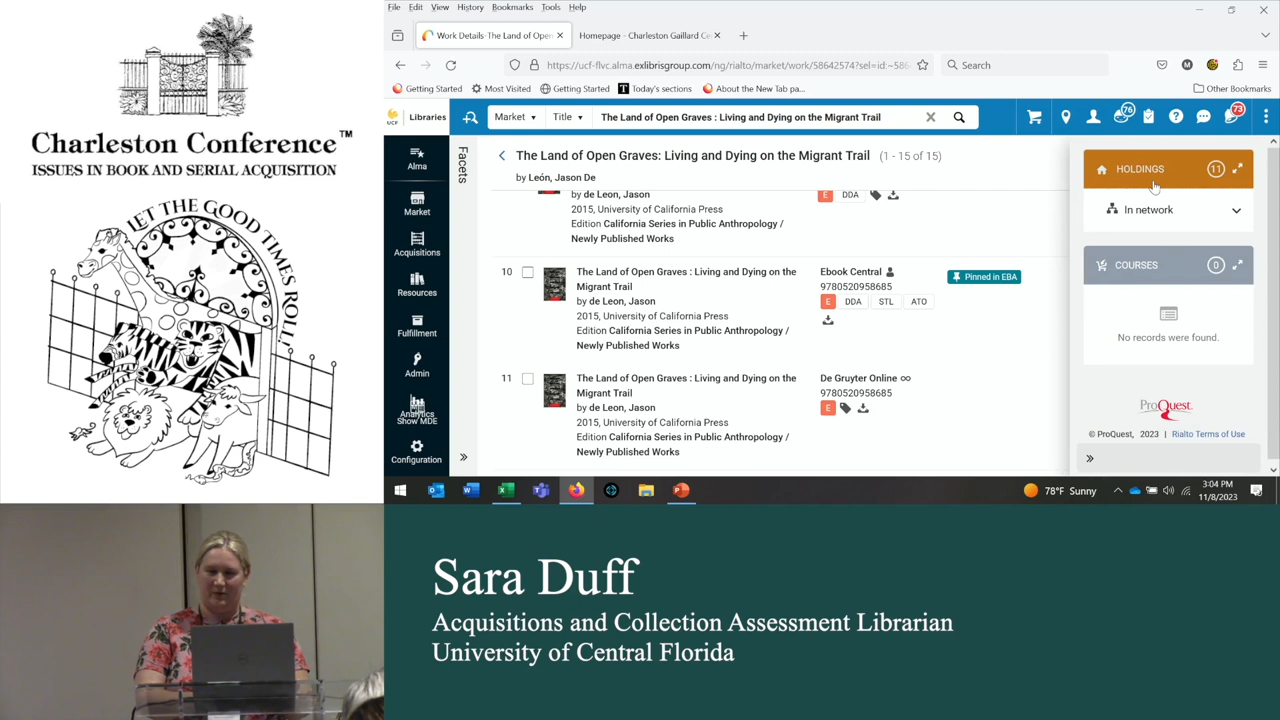 Charleston Conference™
ISSUES IN BOOK AND SERIAL ACQUISITION
LET THE GOOD TIMES ROLL!
File Edit View History Bookmarks Tools Help
Work Details-The Land of Open
Homepage - Charleston Gaillard Ce
https://ucf-flvc.alma.exlibrisgroup.com/ng/rialto/market/work/58642574?sel=id:~586
Search
Getting Started
Most Visited
Getting Started
Today's sections
About the New Tab pa...
Other Bookmarks
UCF
Libraries
Market
Title
The Land of Open Graves : Living and Dying on the Migrant Trail
76
73
Alma
Market
Acquisitions
Resources
Fulfillment
Admin
Analytics
Show MDE
Configuration
Facets
The Land of Open Graves: Living and Dying on the Migrant Trail (1 - 15 of 15)
by León, Jason De
by de Leon, Jason
2015, University of California Press
Edition California Series in Public Anthropology /
Newly Published Works
E DDA
10
The Land of Open Graves : Living and Dying on the
Migrant Trail
by de Leon, Jason
2015, University of California Press
Edition California Series in Public Anthropology /
Newly Published Works
Ebook Central
9780520958685
E DDA STL ATO
Pinned in EBA
11
The Land of Open Graves : Living and Dying on the
Migrant Trail
by de Leon, Jason
2015, University of California Press
Edition California Series in Public Anthropology /
Newly Published Works
De Gruyter Online
9780520958685
E
HOLDINGS 11
In network
COURSES 0
No records were found.
ProQuest
© ProQuest, 2023 | Rialto Terms of Use
78°F Sunny
3:04 PM
11/8/2023
Sara Duff
Acquisitions and Collection Assessment Librarian
University of Central Florida